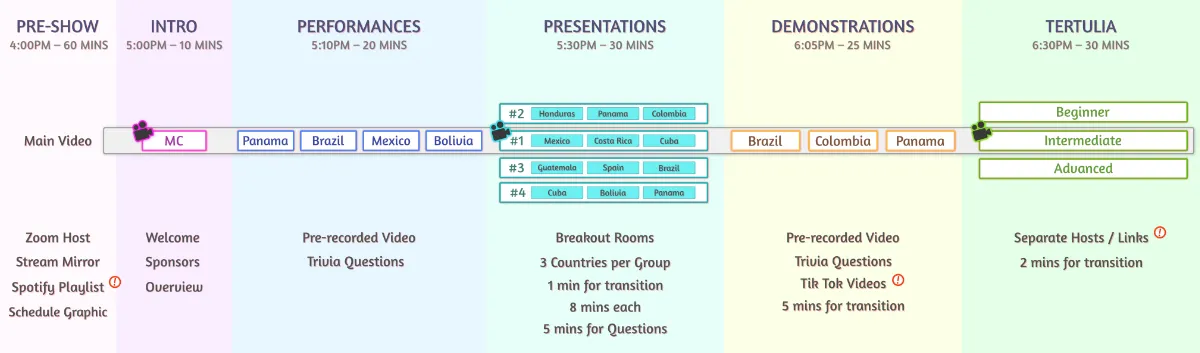 PRE-SHOW
4:00PM – 60 MINS
INTRO
5:00PM – 10 MINS
PERFORMANCES
5:10PM – 20 MINS
PRESENTATIONS
5:30PM – 30 MINS
DEMONSTRATIONS
6:05PM – 25 MINS
TERTULIA
6:30PM – 30 MINS
Main Video
MC
Panama
Brazil
Mexico
Bolivia
#2 Honduras Panama Colombia
#1 Mexico Costa Rica Cuba
#3 Guatemala Spain Brazil
#4 Cuba Bolivia Panama
Brazil
Colombia
Panama
Beginner
Intermediate
Advanced
Zoom Host
Stream Mirror
Spotify Playlist !
Schedule Graphic
Welcome
Sponsors
Overview
Pre-recorded Video
Trivia Questions
Breakout Rooms
3 Countries per Group
1 min for transition
8 mins each
5 mins for Questions
Pre-recorded Video
Trivia Questions
Tik Tok Videos !
5 mins for transition
Separate Hosts / Links !
2 mins for transition